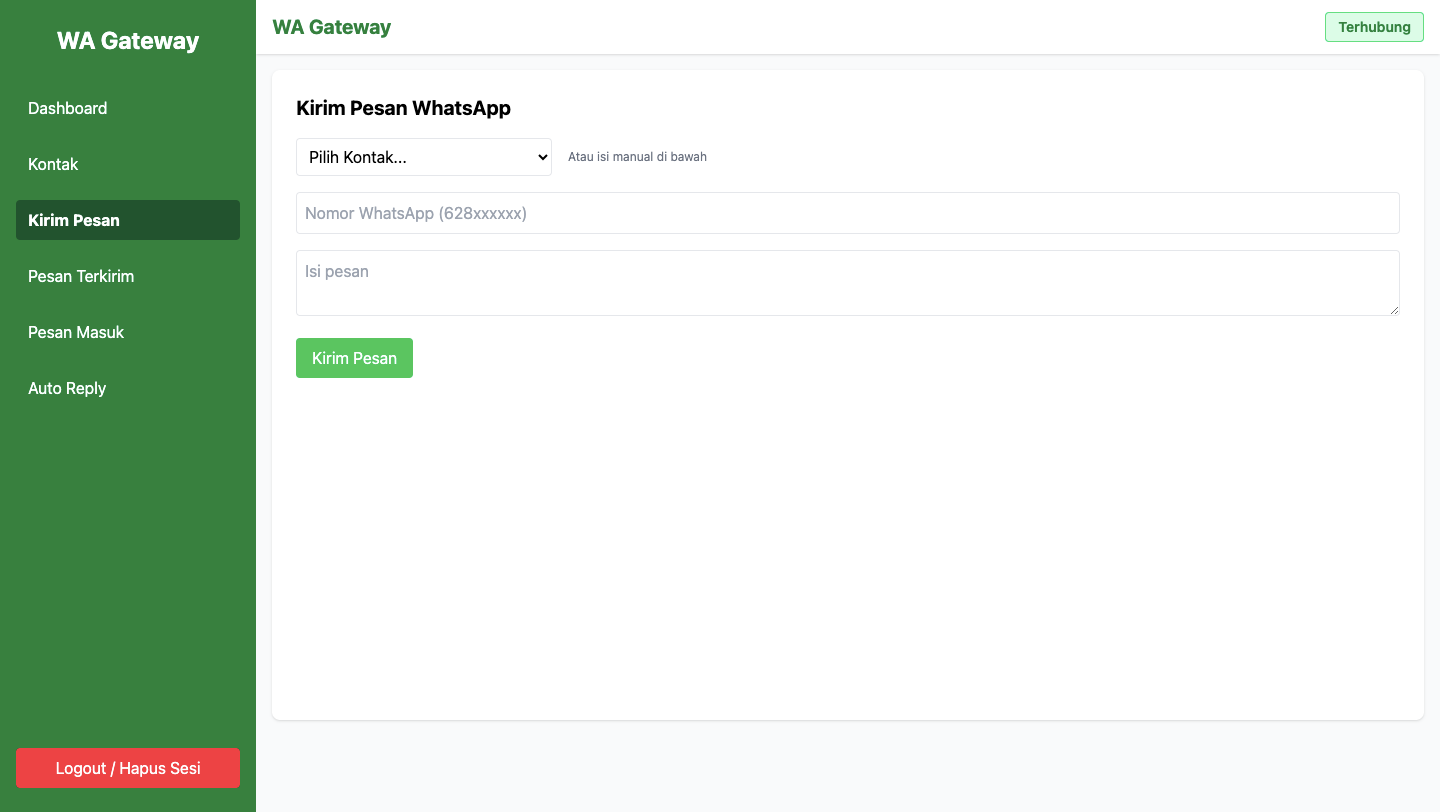 WA Gateway
Dashboard
Kontak
Kirim Pesan
Pesan Terkirim
Pesan Masuk
Auto Reply
Logout / Hapus Sesi
WA Gateway
Terhubung
Kirim Pesan WhatsApp
Pilih Kontak...
Atau isi manual di bawah
Nomor WhatsApp (628xxxxxx)
Isi pesan
Kirim Pesan